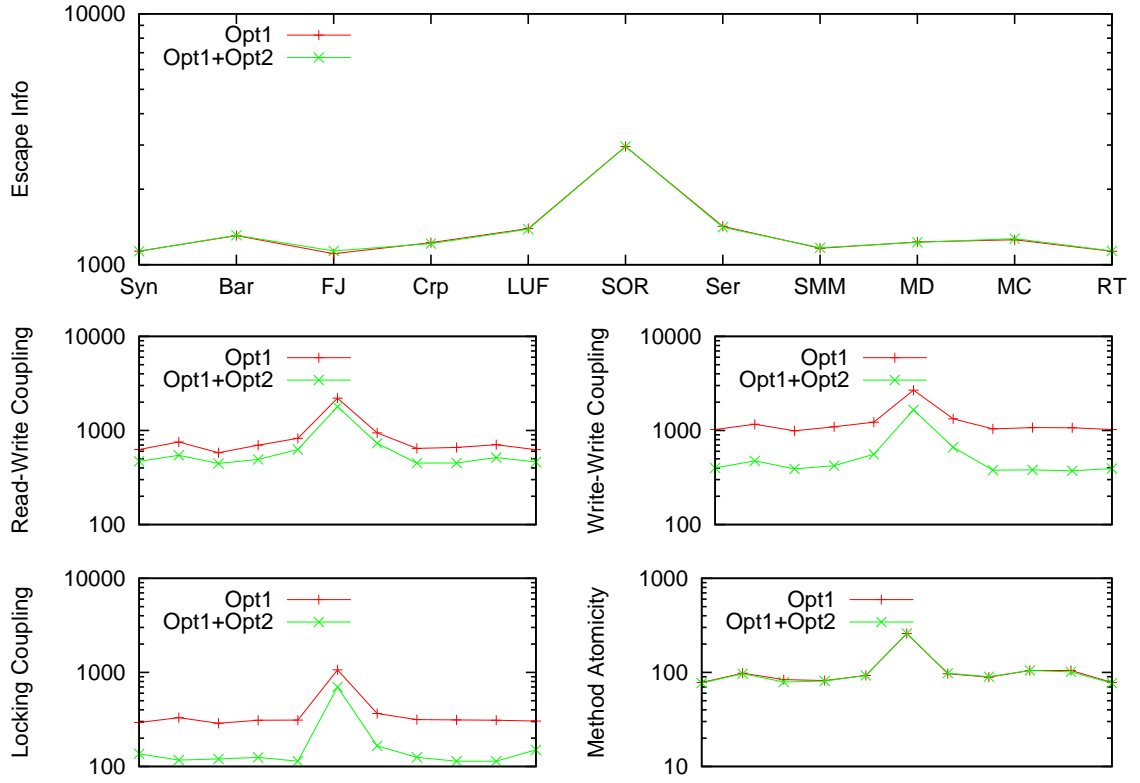 Escape Info
10000
1000
Opt1
Opt1+Opt2
Syn Bar FJ Crp LUF SOR Ser SMM MD MC RT
Read-Write Coupling
10000
1000
100
Opt1
Opt1+Opt2
Write-Write Coupling
10000
1000
100
Opt1
Opt1+Opt2
Locking Coupling
10000
1000
100
Opt1
Opt1+Opt2
Method Atomicity
1000
100
10
Opt1
Opt1+Opt2